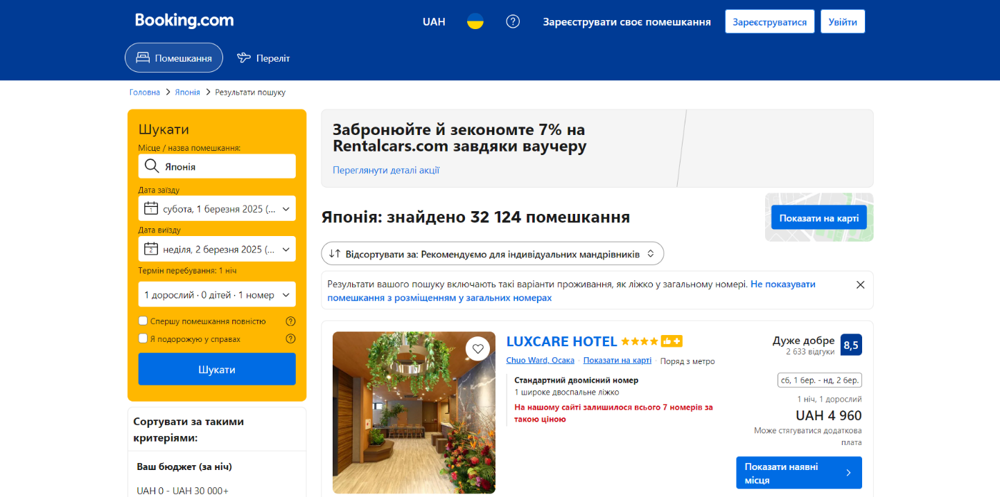 Booking.com
UAH
Зареєструвати своє помешкання
Зареєструватися
Увійти
Помешкання
Переліт
Головна
Японія
Результати пошуку
Шукати
Місце / назва помешкання:
Японія
Дата заїзду
1
субота, 1 березня 2025 (...
Дата виїзду
2
неділя, 2 березня 2025 (...
Термін перебування: 1 ніч
1 дорослий · 0 дітей · 1 номер
Спершу помешкання повністю
Я подорожую у справах
Шукати
Сортувати за такими
критеріями:
Ваш бюджет (за ніч)
UAH 0 - UAH 30 000+
Забронюйте й зекономте 7% на
Rentalcars.com завдяки ваучеру
Переглянути деталі акції
Японія: знайдено 32 124 помешкання
Показати на карті
Відсортувати за: Рекомендуємо для індивідуальних мандрівників
Результати вашого пошуку включають такі варіанти проживання, як ліжко у загальному номері. Не показувати
помешкання з розміщенням у загальних номерах
LUXCARE HOTEL
Chuo Ward, Осака · Показати на карті · Поряд з метро
Стандартний двомісний номер
1 широке двоспальне ліжко
На нашому сайті залишилося всього 7 номерів за
такою ціною
Дуже добре
2 633 відгуки
8,5
сб, 1 бер. - нд, 2 бер.
1 ніч, 1 дорослий
UAH 4 960
Може стягуватися додаткова
плата
Показати наявні
місця